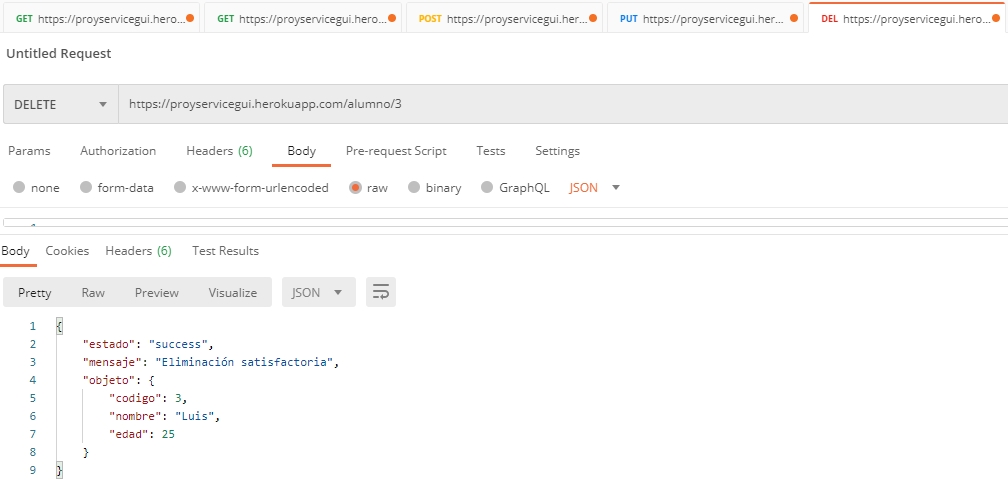 GET https://proyservicegui.hero... GET https://proyservicegui.hero... POST https://proyservicegui.her... PUT https://proyservicegui.her... DEL https://proyservicegui.hero...
Untitled Request
DELETE https://proyservicegui.herokuapp.com/alumno/3
Params Authorization Headers (6) Body Pre-request Script Tests Settings
none form-data x-www-form-urlencoded raw binary GraphQL JSON
Body Cookies Headers (6) Test Results
Pretty Raw Preview Visualize JSON
1 {
2 "estado": "success",
3 "mensaje": "Eliminación satisfactoria",
4 "objeto": {
5 "codigo": 3,
6 "nombre": "Luis",
7 "edad": 25
8 }
9 }